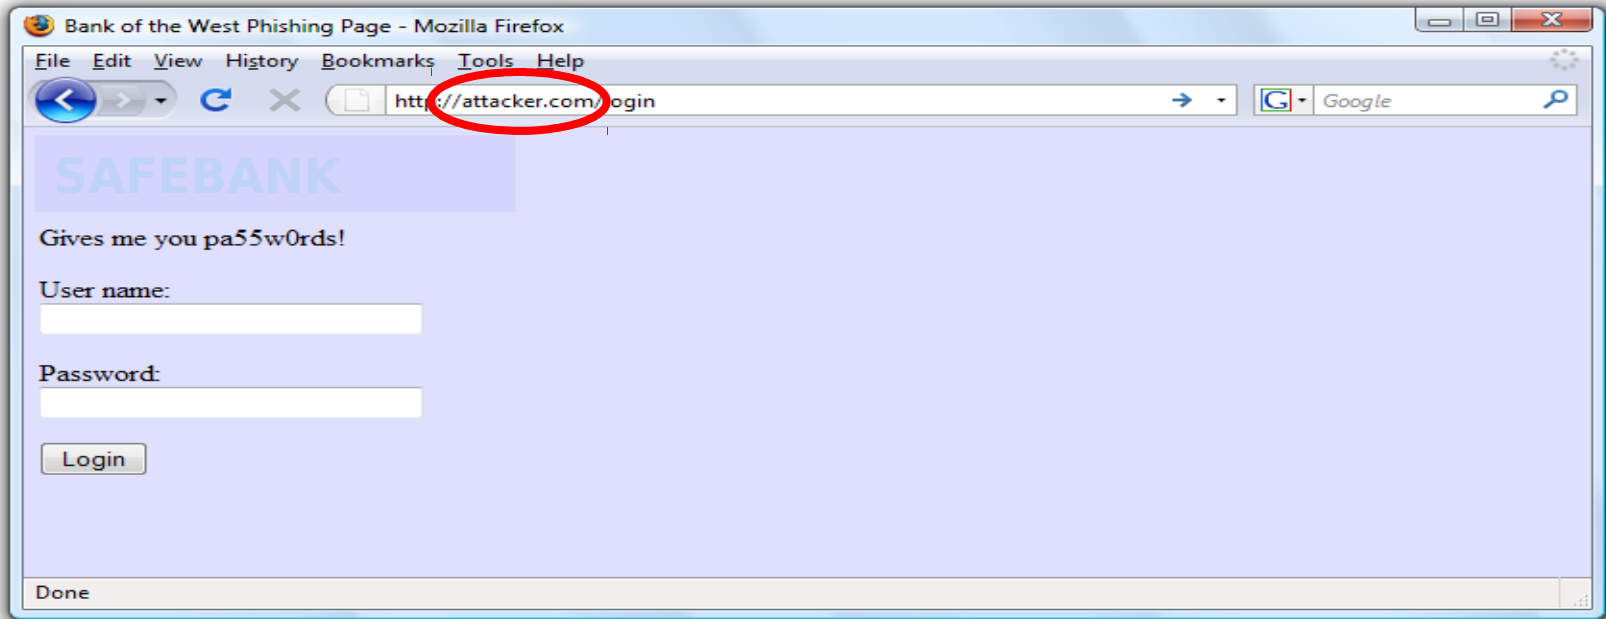 Bank of the West Phishing Page - Mozilla Firefox
File Edit View History Bookmarks Tools Help
http://attacker.com/login
G Google
SAFEBANK
Gives me you pa55w0rds!
User name:
Password:
Login
Done